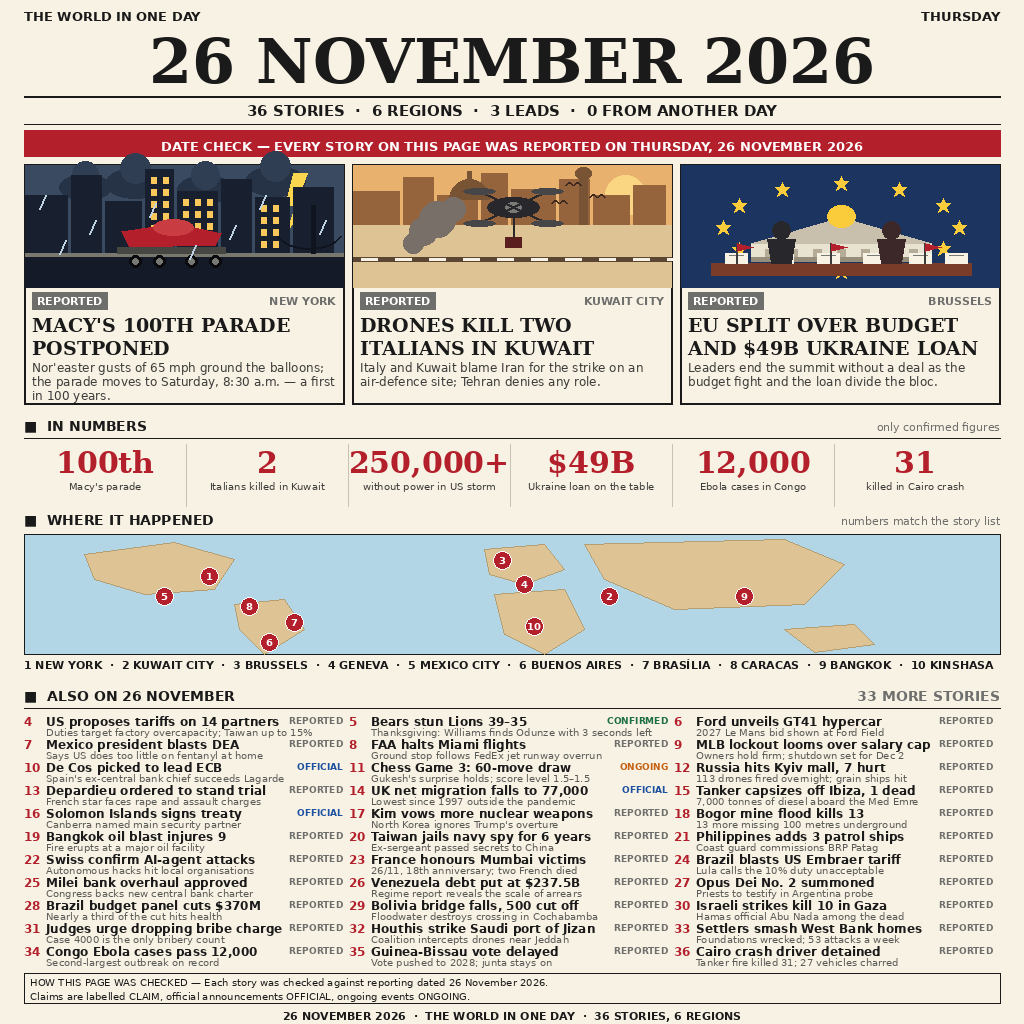 THE WORLD IN ONE DAY
THURSDAY
26 NOVEMBER 2026
36 STORIES · 6 REGIONS · 3 LEADS · 0 FROM ANOTHER DAY
DATE CHECK — EVERY STORY ON THIS PAGE WAS REPORTED ON THURSDAY, 26 NOVEMBER 2026
REPORTED
NEW YORK
MACY'S 100TH PARADE
POSTPONED
Nor'easter gusts of 65 mph ground the balloons;
the parade moves to Saturday, 8:30 a.m. — a first
in 100 years.
REPORTED
KUWAIT CITY
DRONES KILL TWO
ITALIANS IN KUWAIT
Italy and Kuwait blame Iran for the strike on an
air-defence site; Tehran denies any role.
REPORTED
BRUSSELS
EU SPLIT OVER BUDGET
AND $49B UKRAINE LOAN
Leaders end the summit without a deal as the
budget fight and the loan divide the bloc.
■ IN NUMBERS
only confirmed figures
100th
Macy's parade
2
Italians killed in Kuwait
250,000+
without power in US storm
$49B
Ukraine loan on the table
12,000
Ebola cases in Congo
31
killed in Cairo crash
■ WHERE IT HAPPENED
numbers match the story list
1
2
3
4
5
6
7
8
9
10
1 NEW YORK · 2 KUWAIT CITY · 3 BRUSSELS · 4 GENEVA · 5 MEXICO CITY · 6 BUENOS AIRES · 7 BRASÍLIA · 8 CARACAS · 9 BANGKOK · 10 KINSHASA
■ ALSO ON 26 NOVEMBER
33 MORE STORIES
4 US proposes tariffs on 14 partners REPORTED
Duties target factory overcapacity; Taiwan up to 15%
5 Bears stun Lions 39–35 CONFIRMED
Thanksgiving: Williams finds Odunze with 3 seconds left
6 Ford unveils GT41 hypercar REPORTED
2027 Le Mans bid shown at Ford Field
7 Mexico president blasts DEA REPORTED
Says US does too little on fentanyl at home
8 FAA halts Miami flights REPORTED
Ground stop follows FedEx jet runway overrun
9 MLB lockout looms over salary cap REPORTED
Owners hold firm; shutdown set for Dec 2
10 De Cos picked to lead ECB OFFICIAL
Spain's ex-central bank chief succeeds Lagarde
11 Chess Game 3: 60-move draw ONGOING
Gukesh's surprise holds; score level 1.5–1.5
12 Russia hits Kyiv mall, 7 hurt REPORTED
113 drones fired overnight; grain ships hit
13 Depardieu ordered to stand trial REPORTED
French star faces rape and assault charges
14 UK net migration falls to 77,000 OFFICIAL
Lowest since 1997 outside the pandemic
15 Tanker capsizes off Ibiza, 1 dead REPORTED
7,000 tonnes of diesel aboard the Med Emre
16 Solomon Islands signs treaty OFFICIAL
Canberra named main security partner
17 Kim vows more nuclear weapons REPORTED
North Korea ignores Trump's overture
18 Bogor mine flood kills 13 REPORTED
13 more missing 100 metres underground
19 Bangkok oil blast injures 9 REPORTED
Fire erupts at a major oil facility
20 Taiwan jails navy spy for 6 years REPORTED
Ex-sergeant passed secrets to China
21 Philippines adds 3 patrol ships REPORTED
Coast guard commissions BRP Patag
22 Swiss confirm AI-agent attacks REPORTED
Autonomous hacks hit local organisations
23 France honours Mumbai victims REPORTED
26/11, 18th anniversary; two French died
24 Brazil blasts US Embraer tariff REPORTED
Lula calls the 10% duty unacceptable
25 Milei bank overhaul approved REPORTED
Congress backs new central bank charter
26 Venezuela debt put at $237.5B REPORTED
Regime report reveals the scale of arrears
27 Opus Dei No. 2 summoned REPORTED
Priests to testify in Argentina probe
28 Brazil budget panel cuts $370M REPORTED
Nearly a third of the cut hits health
29 Bolivia bridge falls, 500 cut off REPORTED
Floodwater destroys crossing in Cochabamba
30 Israeli strikes kill 10 in Gaza REPORTED
Hamas official Abu Nada among the dead
31 Judges urge dropping bribe charge REPORTED
Case 4000 is the only bribery count
32 Houthis strike Saudi port of Jizan REPORTED
Coalition intercepts drones near Jeddah
33 Settlers smash West Bank homes REPORTED
Foundations wrecked; 53 attacks a week
34 Congo Ebola cases pass 12,000 REPORTED
Second-largest outbreak on record
35 Guinea-Bissau vote delayed REPORTED
Vote pushed to 2028; junta stays on
36 Cairo crash driver detained REPORTED
Tanker fire killed 31; 27 vehicles charred
HOW THIS PAGE WAS CHECKED — Each story was checked against reporting dated 26 November 2026.
Claims are labelled CLAIM, official announcements OFFICIAL, ongoing events ONGOING.
26 NOVEMBER 2026 · THE WORLD IN ONE DAY · 36 STORIES, 6 REGIONS